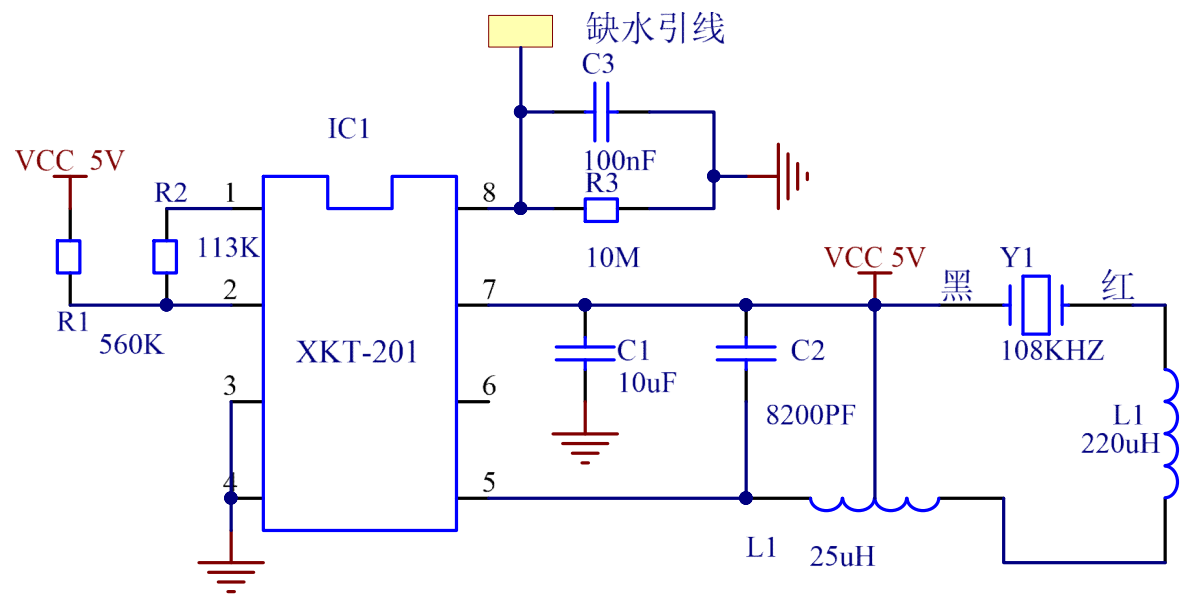 缺水引线
C3
IC1
100nF
VCC 5V
R2
1
8
R3
113K
10M
VCC 5V
Y1
黑
红
2
7
R1
560K
XKT-201
C1
10uF
C2
108KHZ
3
6
8200PF
L1
220uH
4
5
L1
25uH